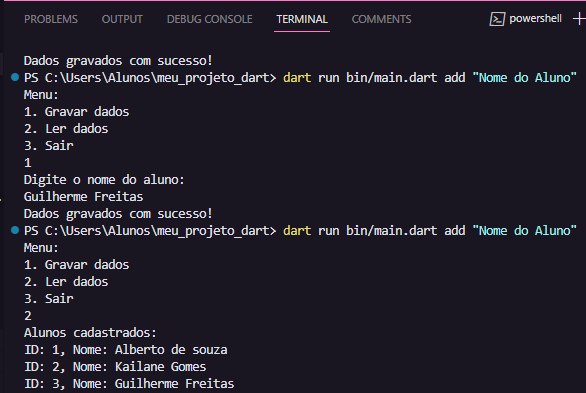 PROBLEMS OUTPUT DEBUG CONSOLE TERMINAL COMMENTS powershell
Dados gravados com sucesso!
PS C:\Users\Alunos\meu_projeto_dart> dart run bin/main.dart add "Nome do Aluno"
Menu:
1. Gravar dados
2. Ler dados
3. Sair
1
Digite o nome do aluno:
Guilherme Freitas
Dados gravados com sucesso!
PS C:\Users\Alunos\meu_projeto_dart> dart run bin/main.dart add "Nome do Aluno"
Menu:
1. Gravar dados
2. Ler dados
3. Sair
2
Alunos cadastrados:
ID: 1, Nome: Alberto de souza
ID: 2, Nome: Kailane Gomes
ID: 3, Nome: Guilherme Freitas